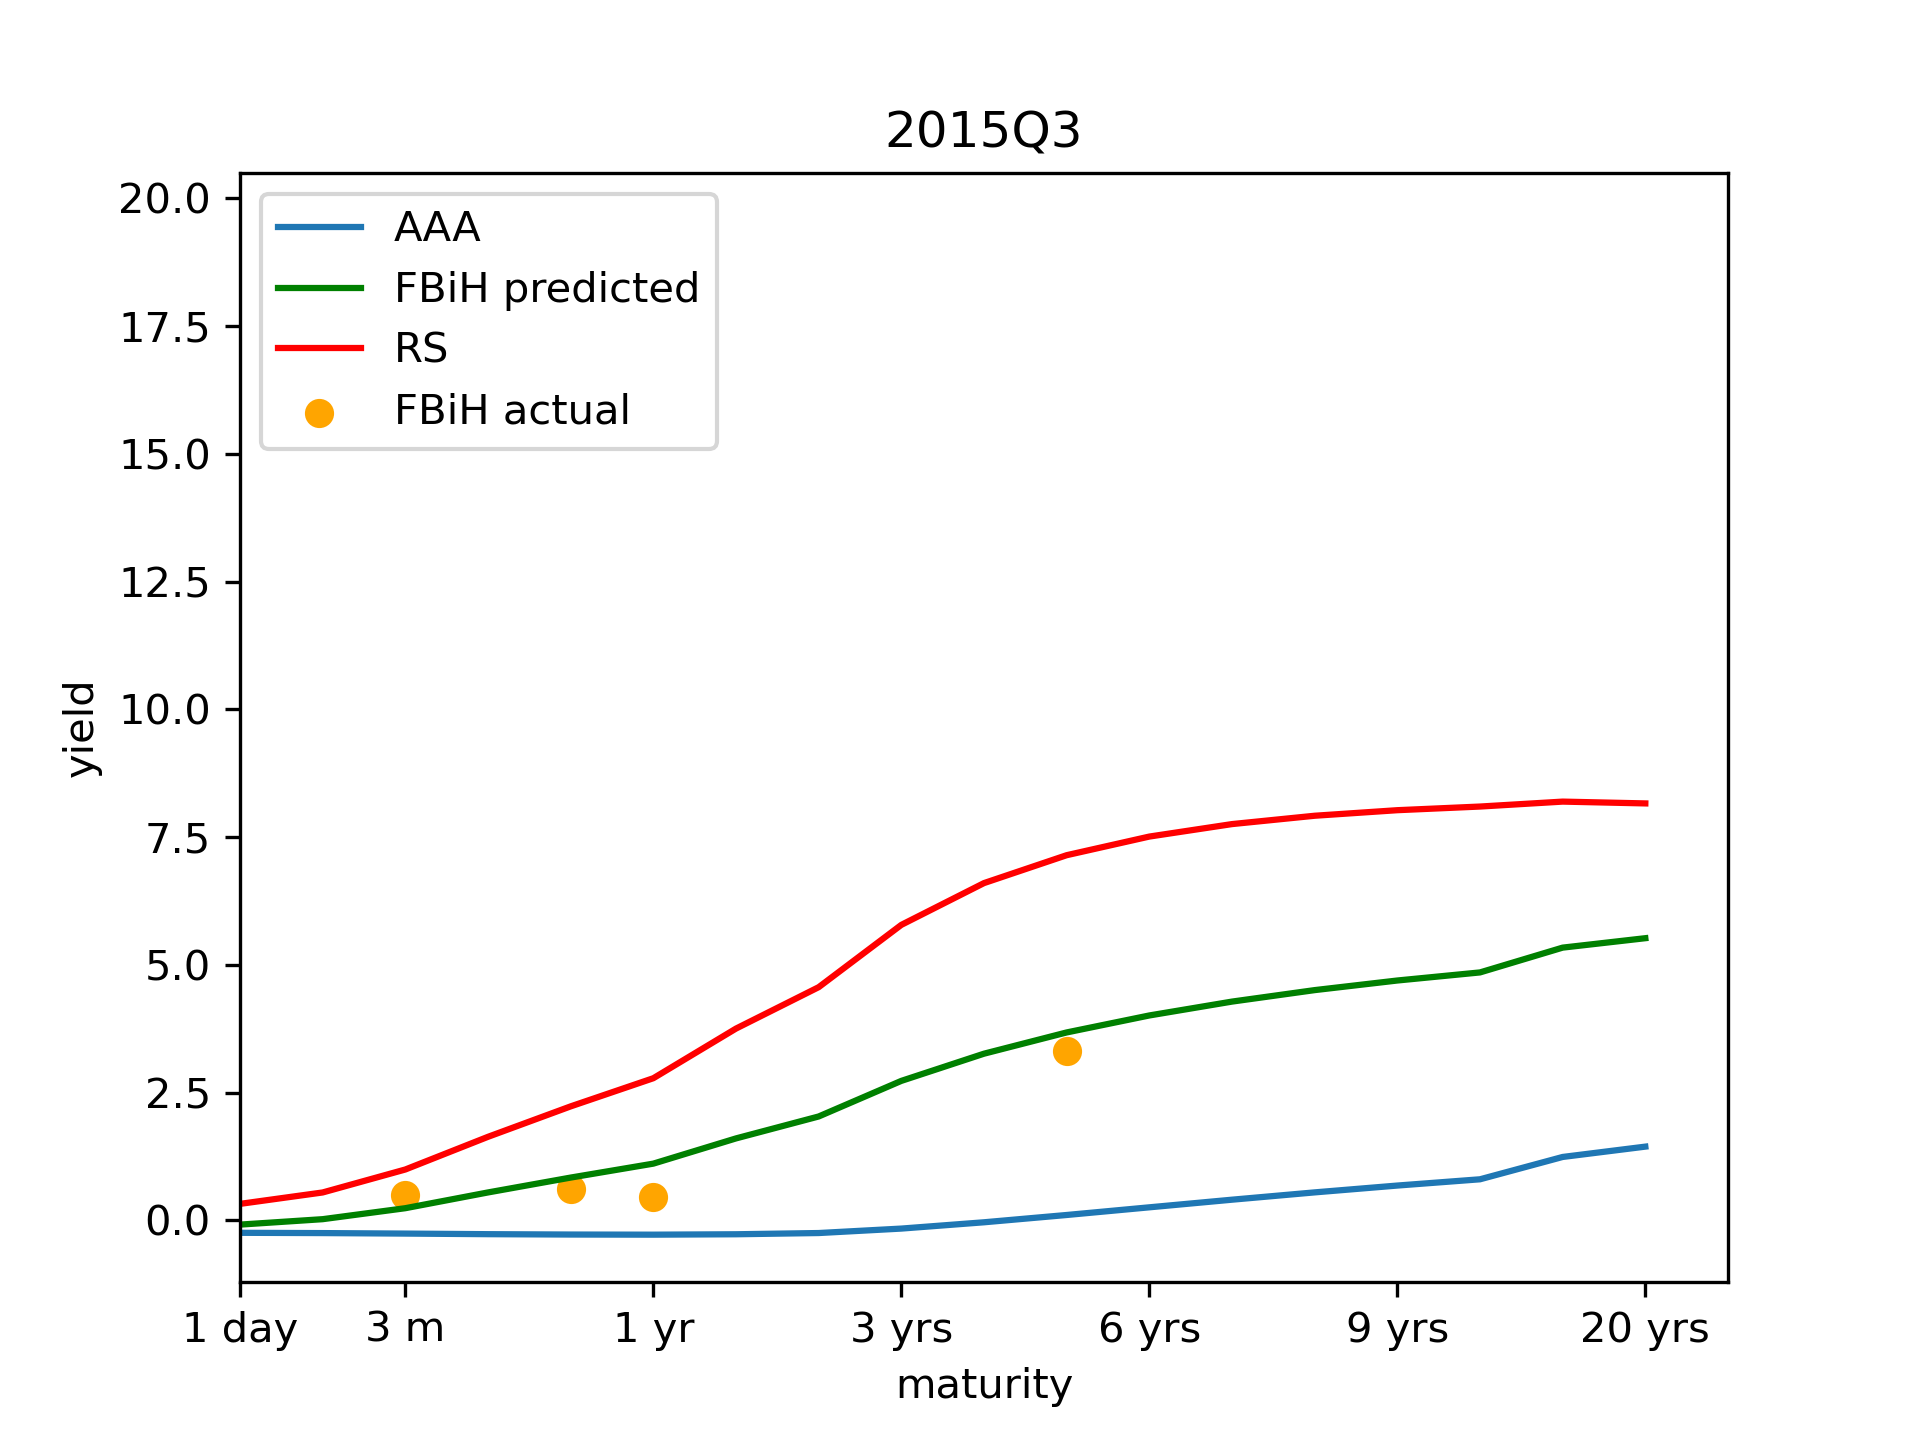 2015Q3
AAA
FBiH predicted
RS
FBiH actual
20.0
17.5
15.0
12.5
10.0
7.5
5.0
2.5
0.0
yield
1 day 3 m 1 yr 3 yrs 6 yrs 9 yrs 20 yrs
maturity